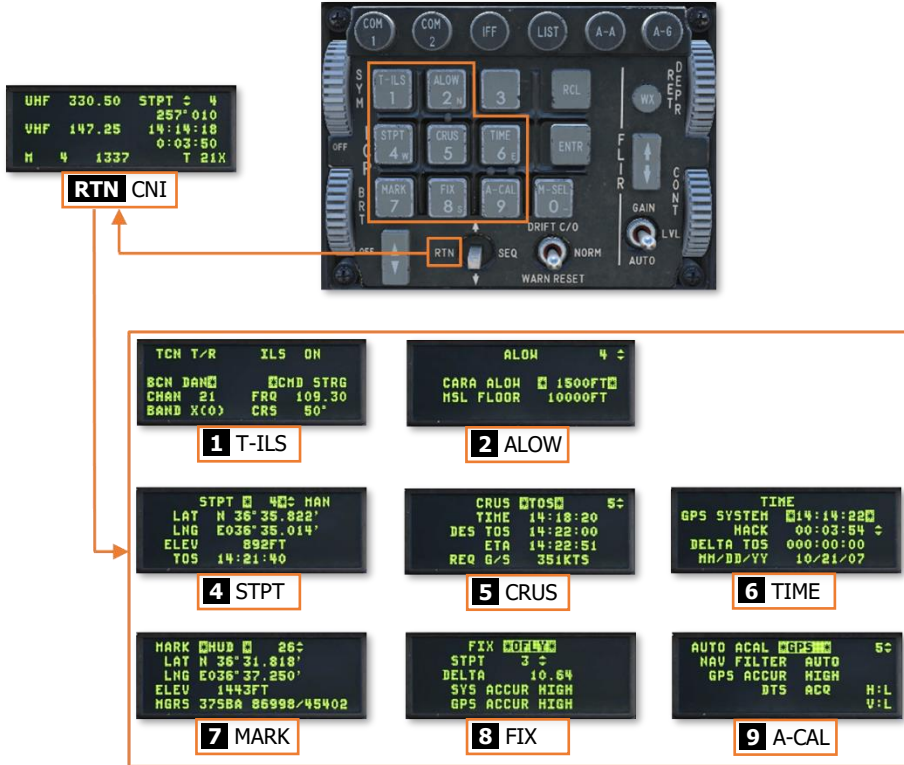 COM 1
COM 2
IFF
LIST
A-A
A-G
SYM
T-ILS 1
ALOW 2 N
3
RCL
RET DEPR
WX
OFF
ICP
STPT 4 W
CRUS 5
TIME 6 E
ENTR
FLIR
BRT
MARK 7
FIX 8 S
A-CAL 9
M-SEL 0 -
GAIN
LVL
AUTO
CONT
OFF
RTN
SEQ
DRIFT C/O
NORM
WARN RESET
UHF 330.50 STPT 4
257° 010
VHF 147.25 14:14:18
0:03:50
M 4 1337 T 21X
RTN CNI
TCN T/R ILS ON
BCN DAN CMD STRG
CHAN 21 FRQ 109.30
BAND X(0) CRS 50°
1 T-ILS
ALOW 4
CARA ALOW 1500FT
MSL FLOOR 10000FT
2 ALOW
STPT 4 MAN
LAT N 36°35.822'
LNG E036°35.014'
ELEV 892FT
TOS 14:21:40
4 STPT
CRUS TOS 5
TIME 14:18:20
DES TOS 14:22:00
ETA 14:22:51
REQ G/S 351KTS
5 CRUS
TIME
GPS SYSTEM 14:14:22
HACK 00:03:54
DELTA TOS 000:00:00
MM/DD/YY 10/21/07
6 TIME
MARK HUD 26
LAT N 36°31.818'
LNG E036°37.250'
ELEV 1443FT
MGRS 37SBA 86998/45402
7 MARK
FIX OFLY
STPT 3
DELTA 10.64
SYS ACCUR HIGH
GPS ACCUR HIGH
8 FIX
AUTO ACAL GPS 5
NAV FILTER AUTO
GPS ACCUR HIGH
DTS ACQ H:L
V:L
9 A-CAL